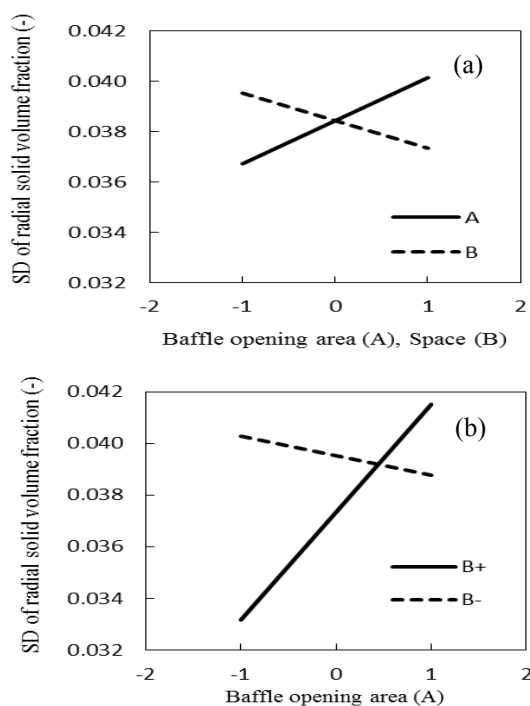 SD of radial solid volume fraction (-)
0.042
0.040
0.038
0.036
0.034
0.032
(a)
A
B
-2 -1 0 1 2
Baffle opening area (A), Space (B)
SD of radial solid volume fraction (-)
0.042
0.040
0.038
0.036
0.034
0.032
(b)
B+
B-
-2 -1 0 1 2
Baffle opening area (A)